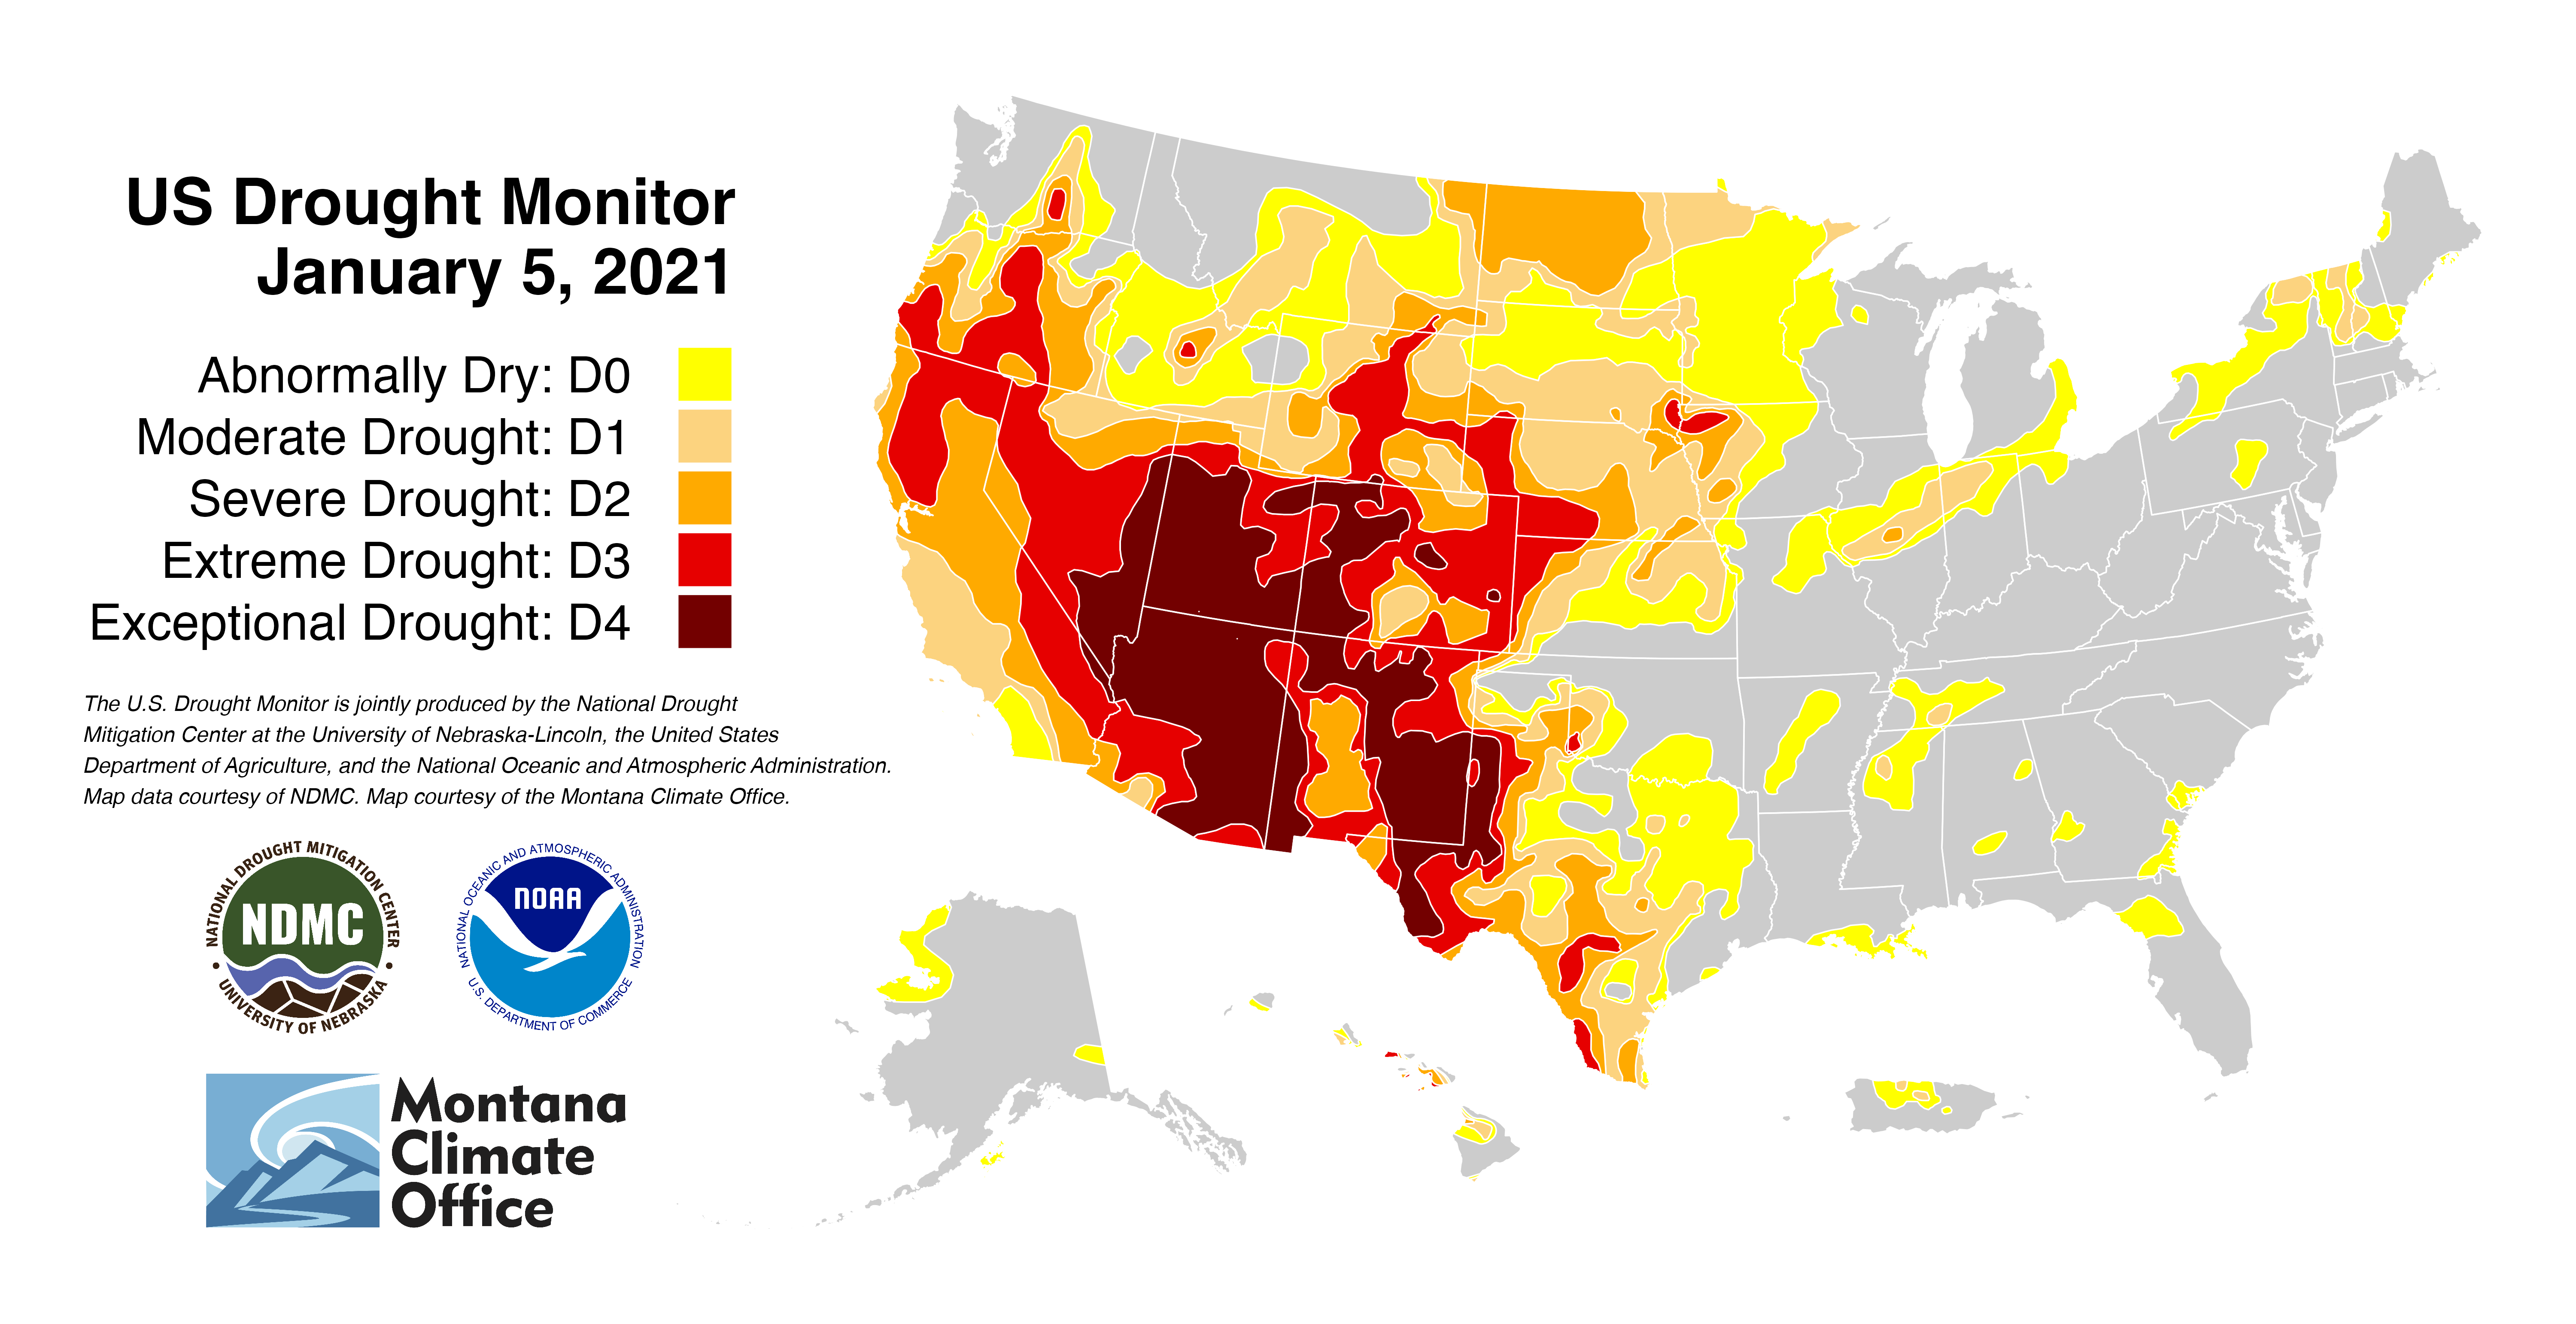 US Drought Monitor
January 5, 2021
Abnormally Dry: D0
Moderate Drought: D1
Severe Drought: D2
Extreme Drought: D3
Exceptional Drought: D4
The U.S. Drought Monitor is jointly produced by the National Drought
Mitigation Center at the University of Nebraska-Lincoln, the United States
Department of Agriculture, and the National Oceanic and Atmospheric Administration.
Map data courtesy of NDMC. Map courtesy of the Montana Climate Office.
NATIONAL DROUGHT MITIGATION CENTER
NDMC
• UNIVERSITY OF NEBRASKA •
NATIONAL OCEANIC AND ATMOSPHERIC ADMINISTRATION
NOAA
U.S. DEPARTMENT OF COMMERCE
Montana
Climate
Office